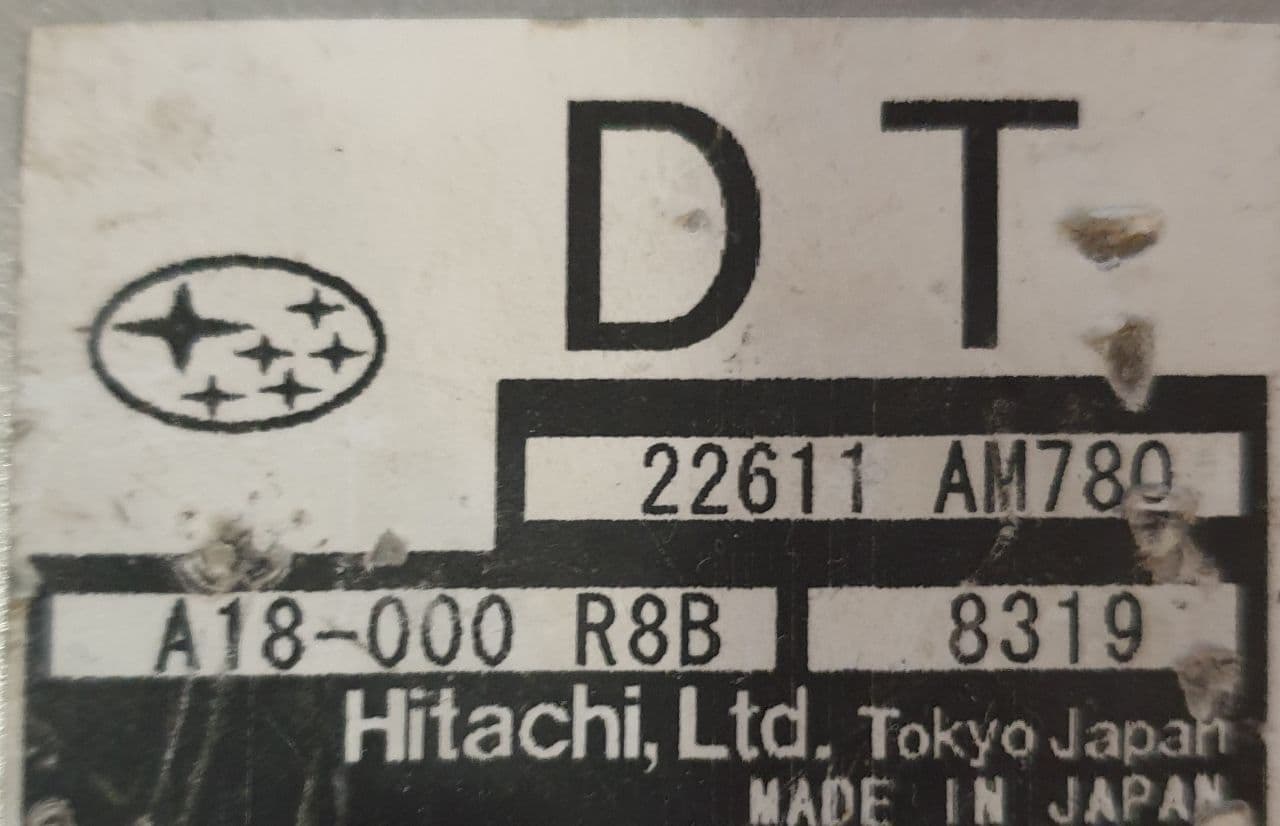 D T
22611 AM780
A18-000 R8B 8319
Hitachi, Ltd. Tokyo Japan
MADE IN JAPAN